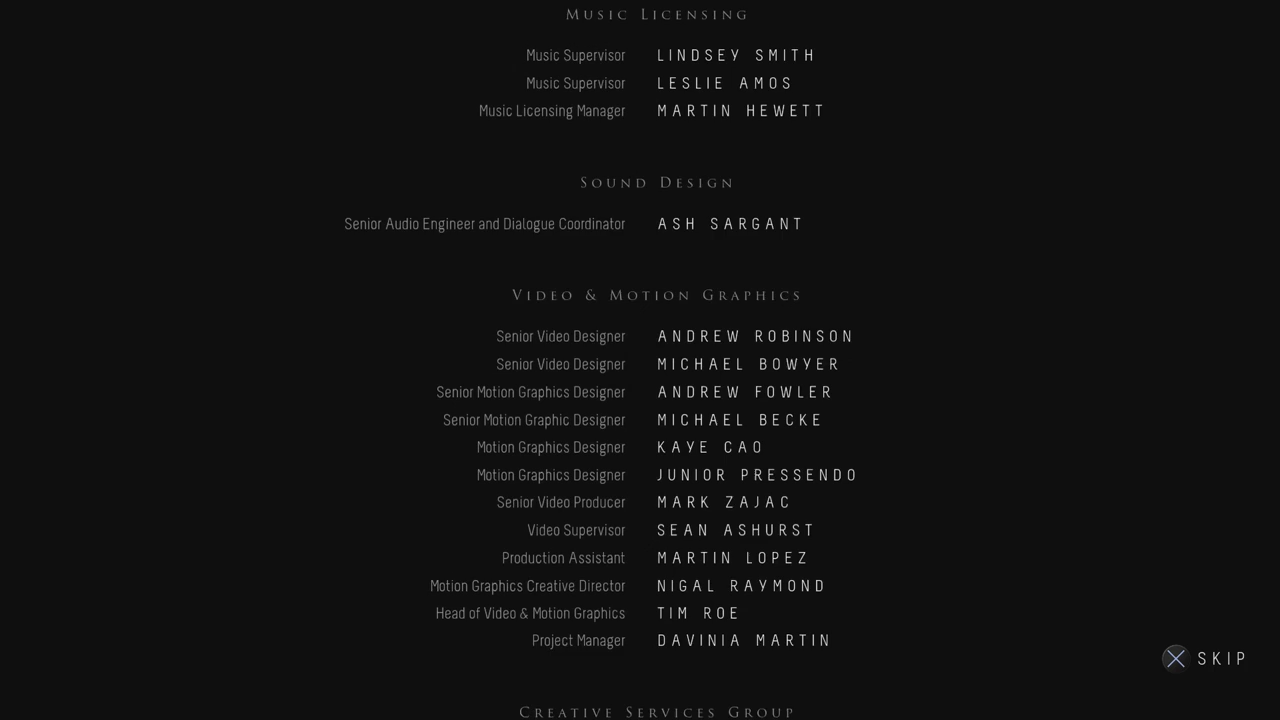 MUSIC LICENSING
Music Supervisor LINDSEY SMITH
Music Supervisor LESLIE AMOS
Music Licensing Manager MARTIN HEWETT
SOUND DESIGN
Senior Audio Engineer and Dialogue Coordinator ASH SARGANT
VIDEO & MOTION GRAPHICS
Senior Video Designer ANDREW ROBINSON
Senior Video Designer MICHAEL BOWYER
Senior Motion Graphics Designer ANDREW FOWLER
Senior Motion Graphic Designer MICHAEL BECKE
Motion Graphics Designer KAYE CAO
Motion Graphics Designer JUNIOR PRESSENDO
Senior Video Producer MARK ZAJAC
Video Supervisor SEAN ASHURST
Production Assistant MARTIN LOPEZ
Motion Graphics Creative Director NIGAL RAYMOND
Head of Video & Motion Graphics TIM ROE
Project Manager DAVINIA MARTIN
SKIP
CREATIVE SERVICES GROUP